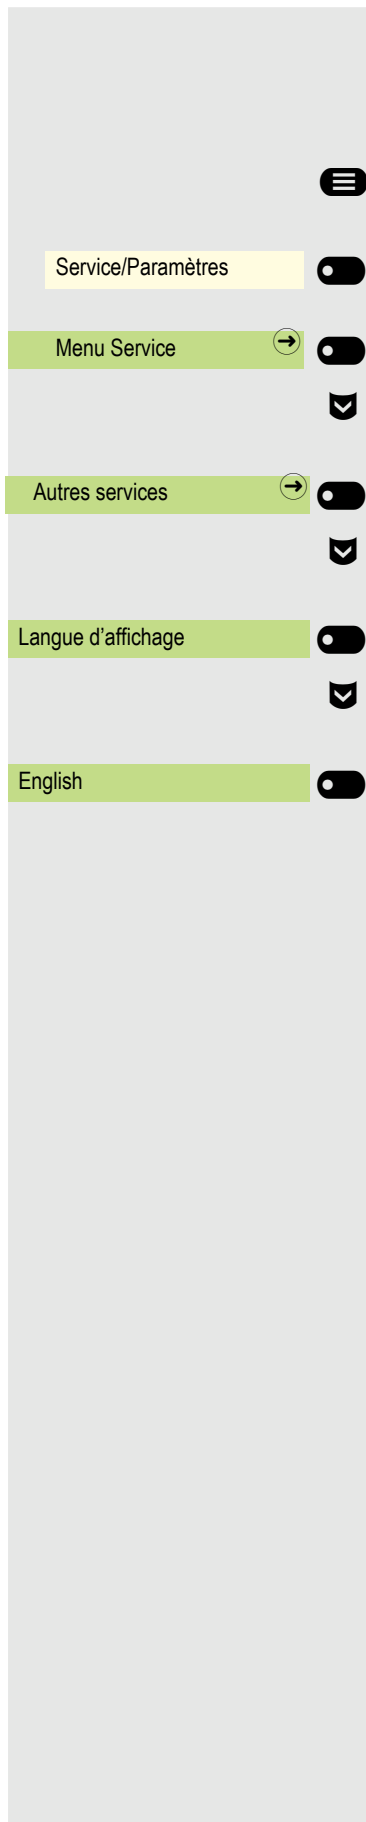 Service/Paramètres
Menu Service
Autres services
Langue d’affichage
English